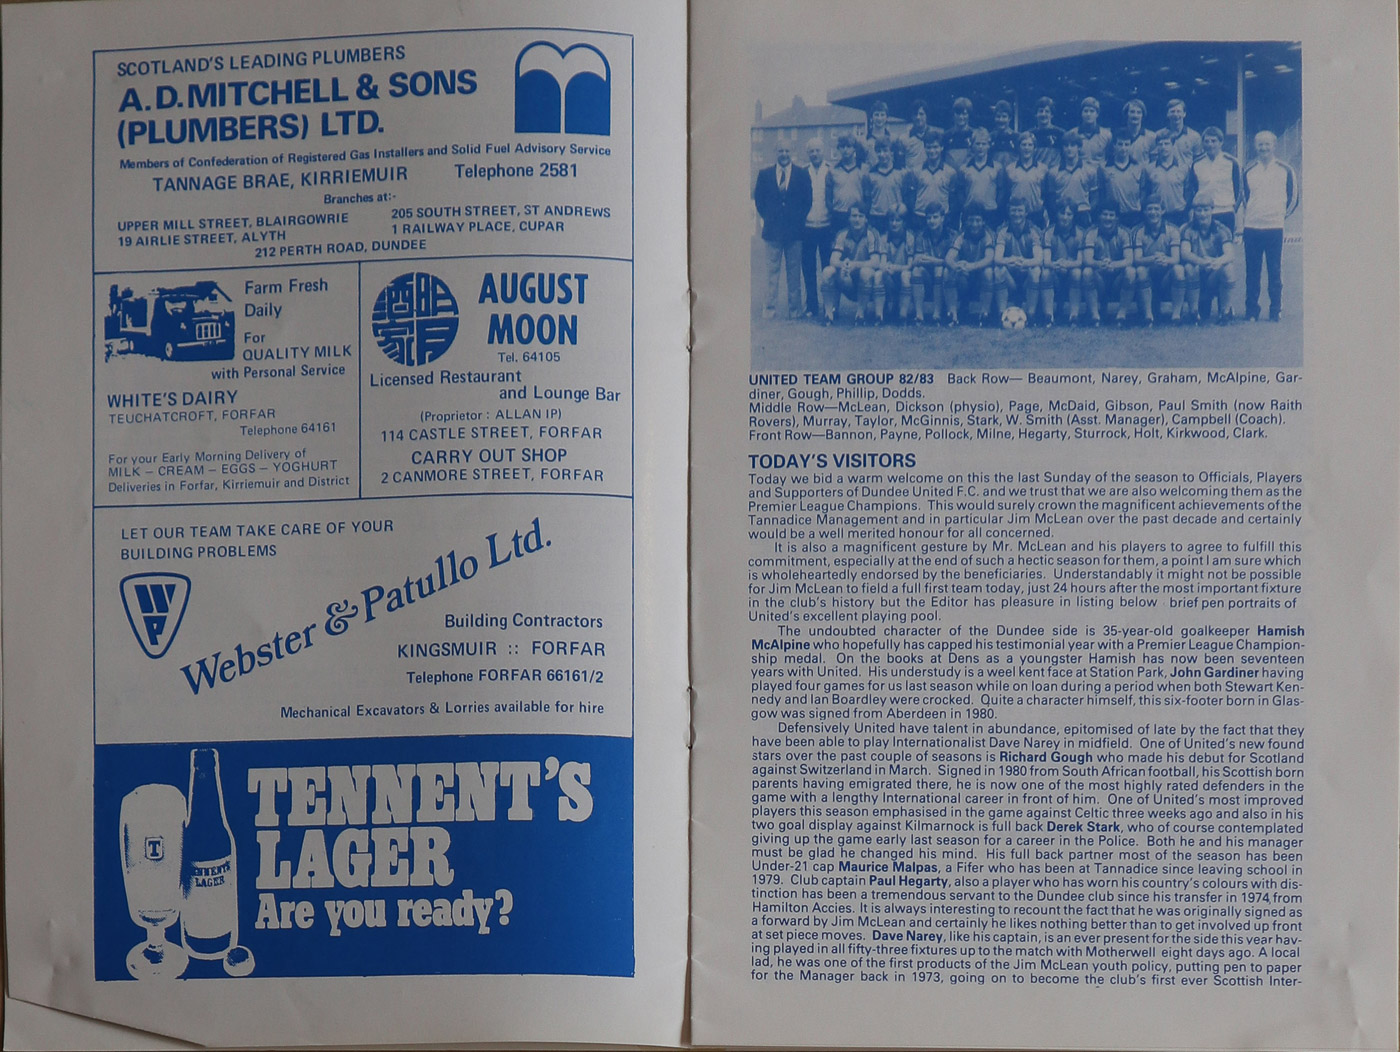 SCOTLAND'S LEADING PLUMBERS
A.D. MITCHELL & SONS
(PLUMBERS) LTD.
Members of Confederation of Registered Gas Installers and Solid Fuel Advisory Service
TANNAGE BRAE, KIRRIEMUIR Telephone 2581
Branches at:-
UPPER MILL STREET, BLAIRGOWRIE 205 SOUTH STREET, ST ANDREWS
19 AIRLIE STREET, ALYTH 1 RAILWAY PLACE, CUPAR
212 PERTH ROAD, DUNDEE
Farm Fresh
Daily
For
QUALITY MILK
with Personal Service
WHITE'S DAIRY
TEUCHATCROFT, FORFAR
Telephone 64161
For your Early Morning Delivery of
MILK – CREAM – EGGS – YOGHURT
Deliveries in Forfar, Kirriemuir and District
AUGUST
MOON
Tel. 64105
Licensed Restaurant
and Lounge Bar
(Proprietor : ALLAN IP)
114 CASTLE STREET, FORFAR
CARRY OUT SHOP
2 CANMORE STREET, FORFAR
LET OUR TEAM TAKE CARE OF YOUR
BUILDING PROBLEMS
WP
Webster & Patullo Ltd.
Building Contractors
KINGSMUIR :: FORFAR
Telephone FORFAR 66161/2
Mechanical Excavators & Lorries available for hire
T
TENNENT'S
LAGER
TENNENT'S
LAGER
Are you ready?
UNITED TEAM GROUP 82/83 Back Row— Beaumont, Narey, Graham, McAlpine, Gar-
diner, Gough, Phillip, Dodds.
Middle Row—McLean, Dickson (physio), Page, McDaid, Gibson, Paul Smith (now Raith
Rovers), Murray, Taylor, McGinnis, Stark, W. Smith (Asst. Manager), Campbell (Coach).
Front Row—Bannon, Payne, Pollock, Milne, Hegarty, Sturrock, Holt, Kirkwood, Clark.
TODAY'S VISITORS
Today we bid a warm welcome on this the last Sunday of the season to Officials, Players
and Supporters of Dundee United F.C. and we trust that we are also welcoming them as the
Premier League Champions. This would surely crown the magnificent achievements of the
Tannadice Management and in particular Jim McLean over the past decade and certainly
would be a well merited honour for all concerned.
It is also a magnificent gesture by Mr. McLean and his players to agree to fulfill this
commitment, especially at the end of such a hectic season for them, a point I am sure which
is wholeheartedly endorsed by the beneficiaries. Understandably it might not be possible
for Jim McLean to field a full first team today, just 24 hours after the most important fixture
in the club's history but the Editor has pleasure in listing below brief pen portraits of
United's excellent playing pool.
The undoubted character of the Dundee side is 35-year-old goalkeeper Hamish
McAlpine who hopefully has capped his testimonial year with a Premier League Champion-
ship medal. On the books at Dens as a youngster Hamish has now been seventeen
years with United. His understudy is a weel kent face at Station Park, John Gardiner having
played four games for us last season while on loan during a period when both Stewart Ken-
nedy and Ian Boardley were crocked. Quite a character himself, this six-footer born in Glas-
gow was signed from Aberdeen in 1980.
Defensively United have talent in abundance, epitomised of late by the fact that they
have been able to play Internationalist Dave Narey in midfield. One of United's new found
stars over the past couple of seasons is Richard Gough who made his debut for Scotland
against Switzerland in March. Signed in 1980 from South African football, his Scottish born
parents having emigrated there, he is now one of the most highly rated defenders in the
game with a lengthy International career in front of him. One of United's most improved
players this season emphasised in the game against Celtic three weeks ago and also in his
two goal display against Kilmarnock is full back Derek Stark, who of course contemplated
giving up the game early last season for a career in the Police. Both he and his manager
must be glad he changed his mind. His full back partner most of the season has been
Under-21 cap Maurice Malpas, a Fifer who has been at Tannadice since leaving school in
1979. Club captain Paul Hegarty, also a player who has worn his country's colours with dis-
tinction has been a tremendous servant to the Dundee club since his transfer in 1974, from
Hamilton Accies. It is always interesting to recount the fact that he was originally signed as
a forward by Jim McLean and certainly he likes nothing better than to get involved up front
at set piece moves. Dave Narey, like his captain, is an ever present for the side this year hav-
ing played in all fifty-three fixtures up to the match with Motherwell eight days ago. A local
lad, he was one of the first products of the Jim McLean youth policy, putting pen to paper
for the Manager back in 1973, going on to become the club's first ever Scottish Inter-